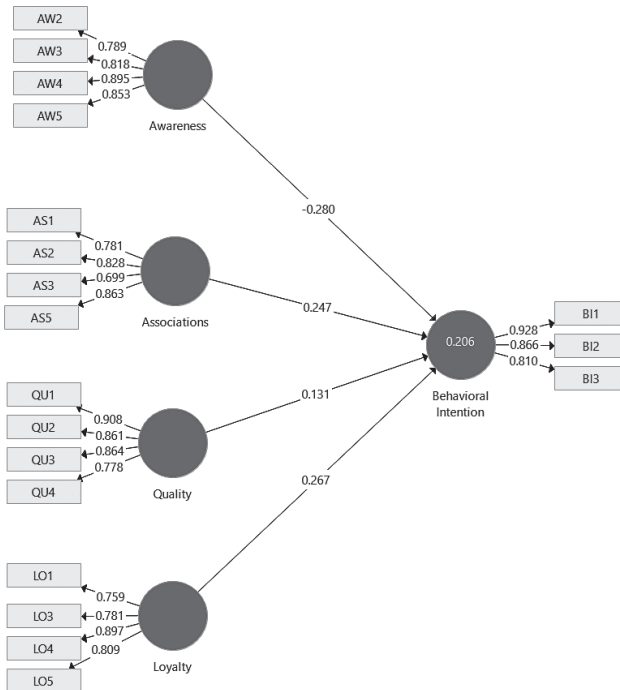 AW2
0.789
AW3
0.818
AW4
0.895
0.853
AW5
Awareness
-0.280
AS1
0.781
AS2
0.828
AS3
0.699
0.863
AS5
Associations
0.247
BI1
0.928
0.206
0.866
BI2
0.810
BI3
Behavioral
Intention
QU1
0.131
0.908
QU2
0.861
QU3
0.864
0.778
QU4
Quality
0.267
LO1
0.759
LO3
0.781
0.897
LO4
0.809
Loyalty
LO5